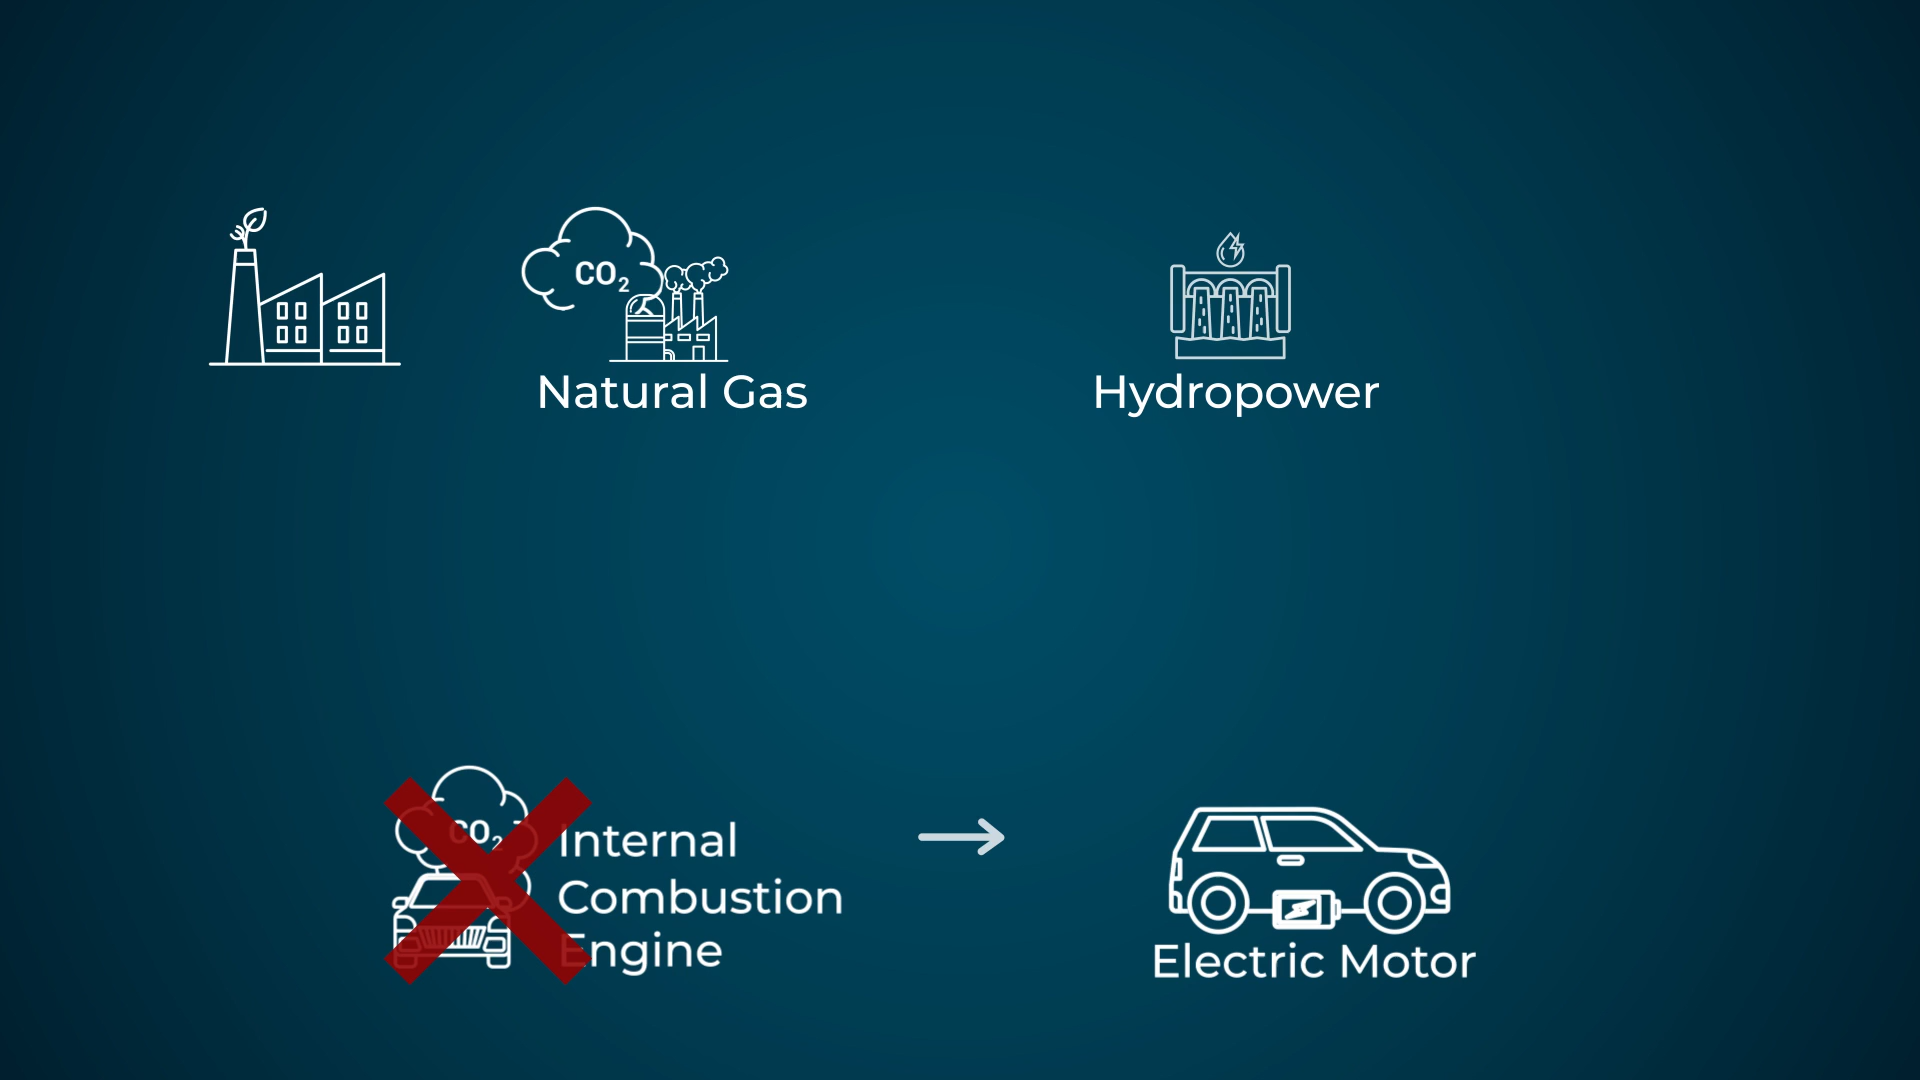 CO₂
Natural Gas
Hydropower
CO₂
Internal
Combustion
Engine
Electric Motor